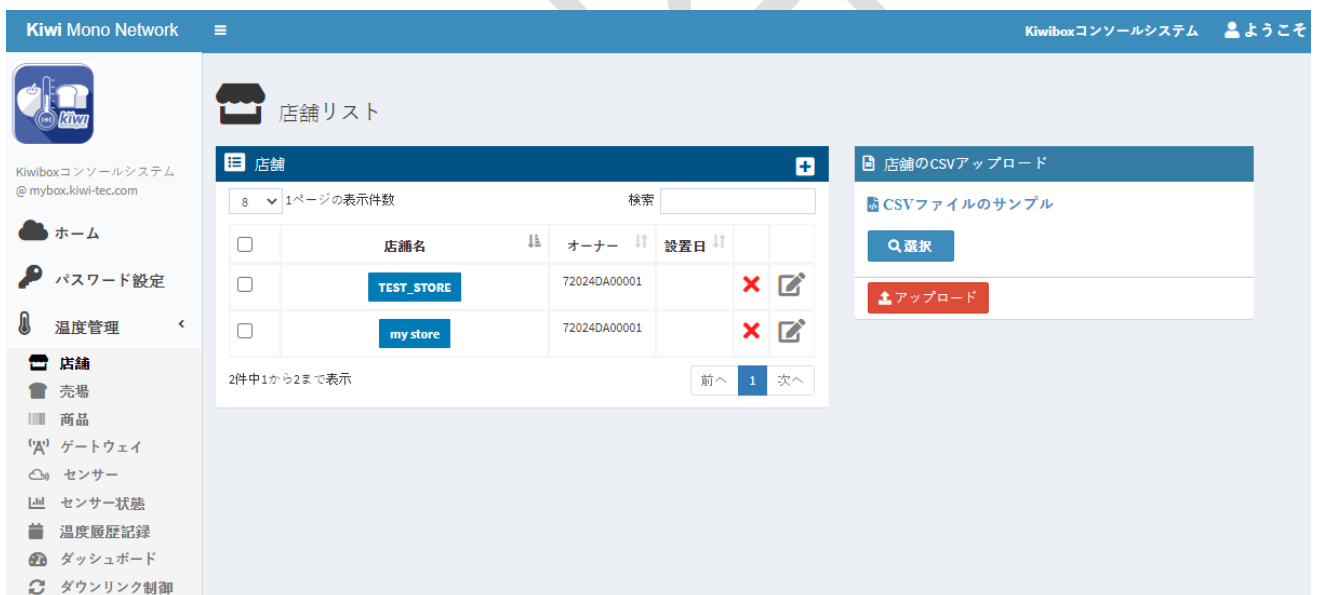 Kiwi Mono Network
Kiwiboxコンソールシステム
ようこそ
kiwi
Kiwiboxコンソールシステム
@ mybox.kiwi-tec.com
ホーム
パスワード設定
温度管理
店舗
売場
商品
ゲートウェイ
センサー
センサー状態
温度履歴記録
ダッシュボード
ダウンリンク制御
店舗リスト
店舗
8 1ページの表示件数 検索
店舗名 オーナー 設置日
TEST_STORE 72024DA00001
my store 72024DA00001
2件中1から2まで表示 前へ 1 次へ
店舗のCSVアップロード
CSVファイルのサンプル
選択
アップロード